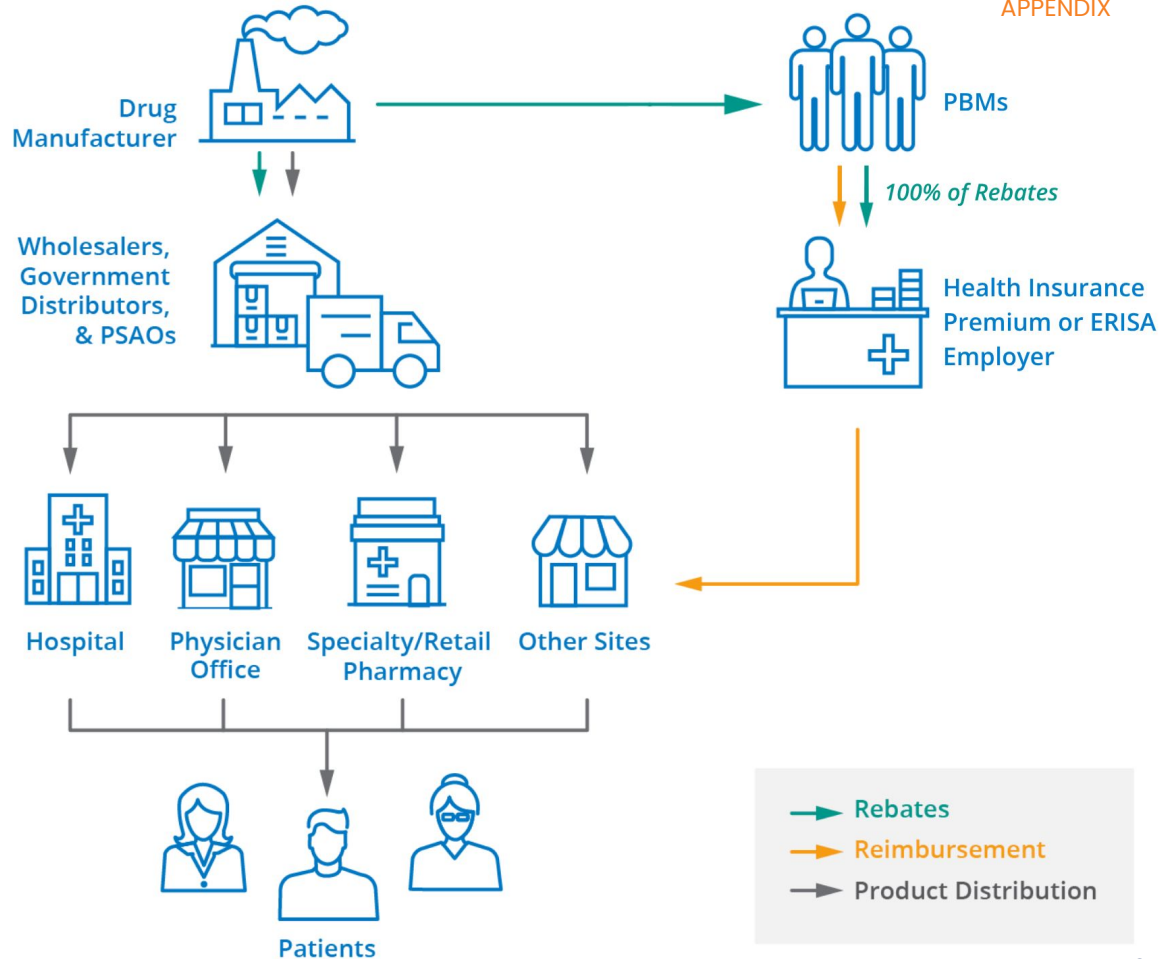 APPENDIX
Drug
Manufacturer
PBMs
100% of Rebates
Wholesalers,
Government
Distributors,
& PSAOs
Health Insurance
Premium or ERISA
Employer
Hospital
Physician
Office
Specialty/Retail
Pharmacy
Other Sites
Patients
Rebates
Reimbursement
Product Distribution